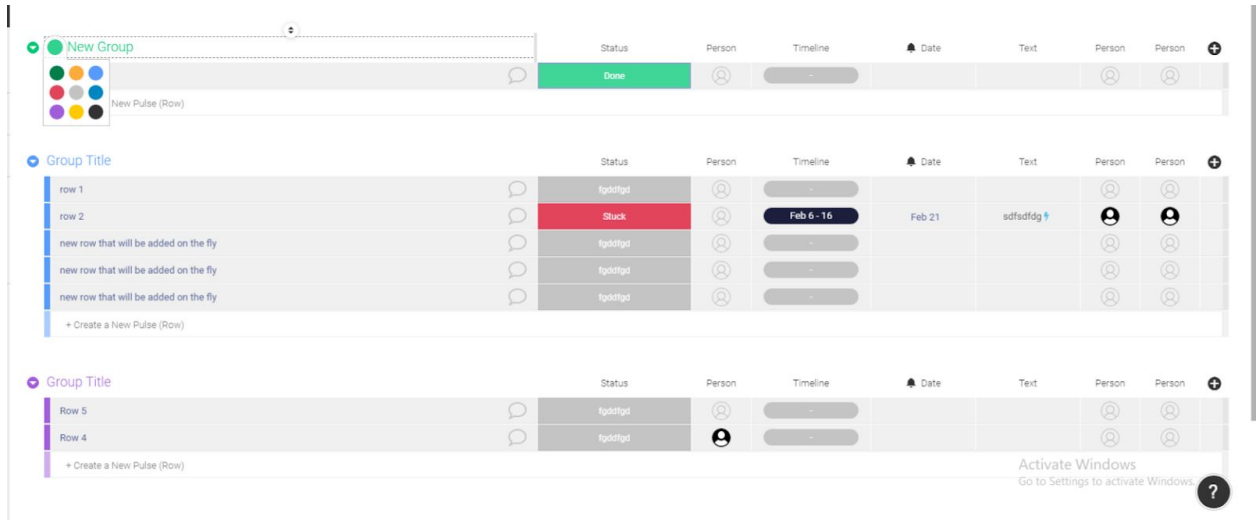 New Group Status Person Timeline Date Text Person Person
Done -
New Pulse (Row)
Group Title Status Person Timeline Date Text Person Person
row 1 fgddfgd -
row 2 Stuck Feb 6 - 16 Feb 21 sdfsdfdg
new row that will be added on the fly fgddfgd -
new row that will be added on the fly fgddfgd -
new row that will be added on the fly fgddfgd -
+ Create a New Pulse (Row)
Group Title Status Person Timeline Date Text Person Person
Row 5 fgddfgd -
Row 4 fgddfgd -
+ Create a New Pulse (Row)
Activate Windows
Go to Settings to activate Windows.
?